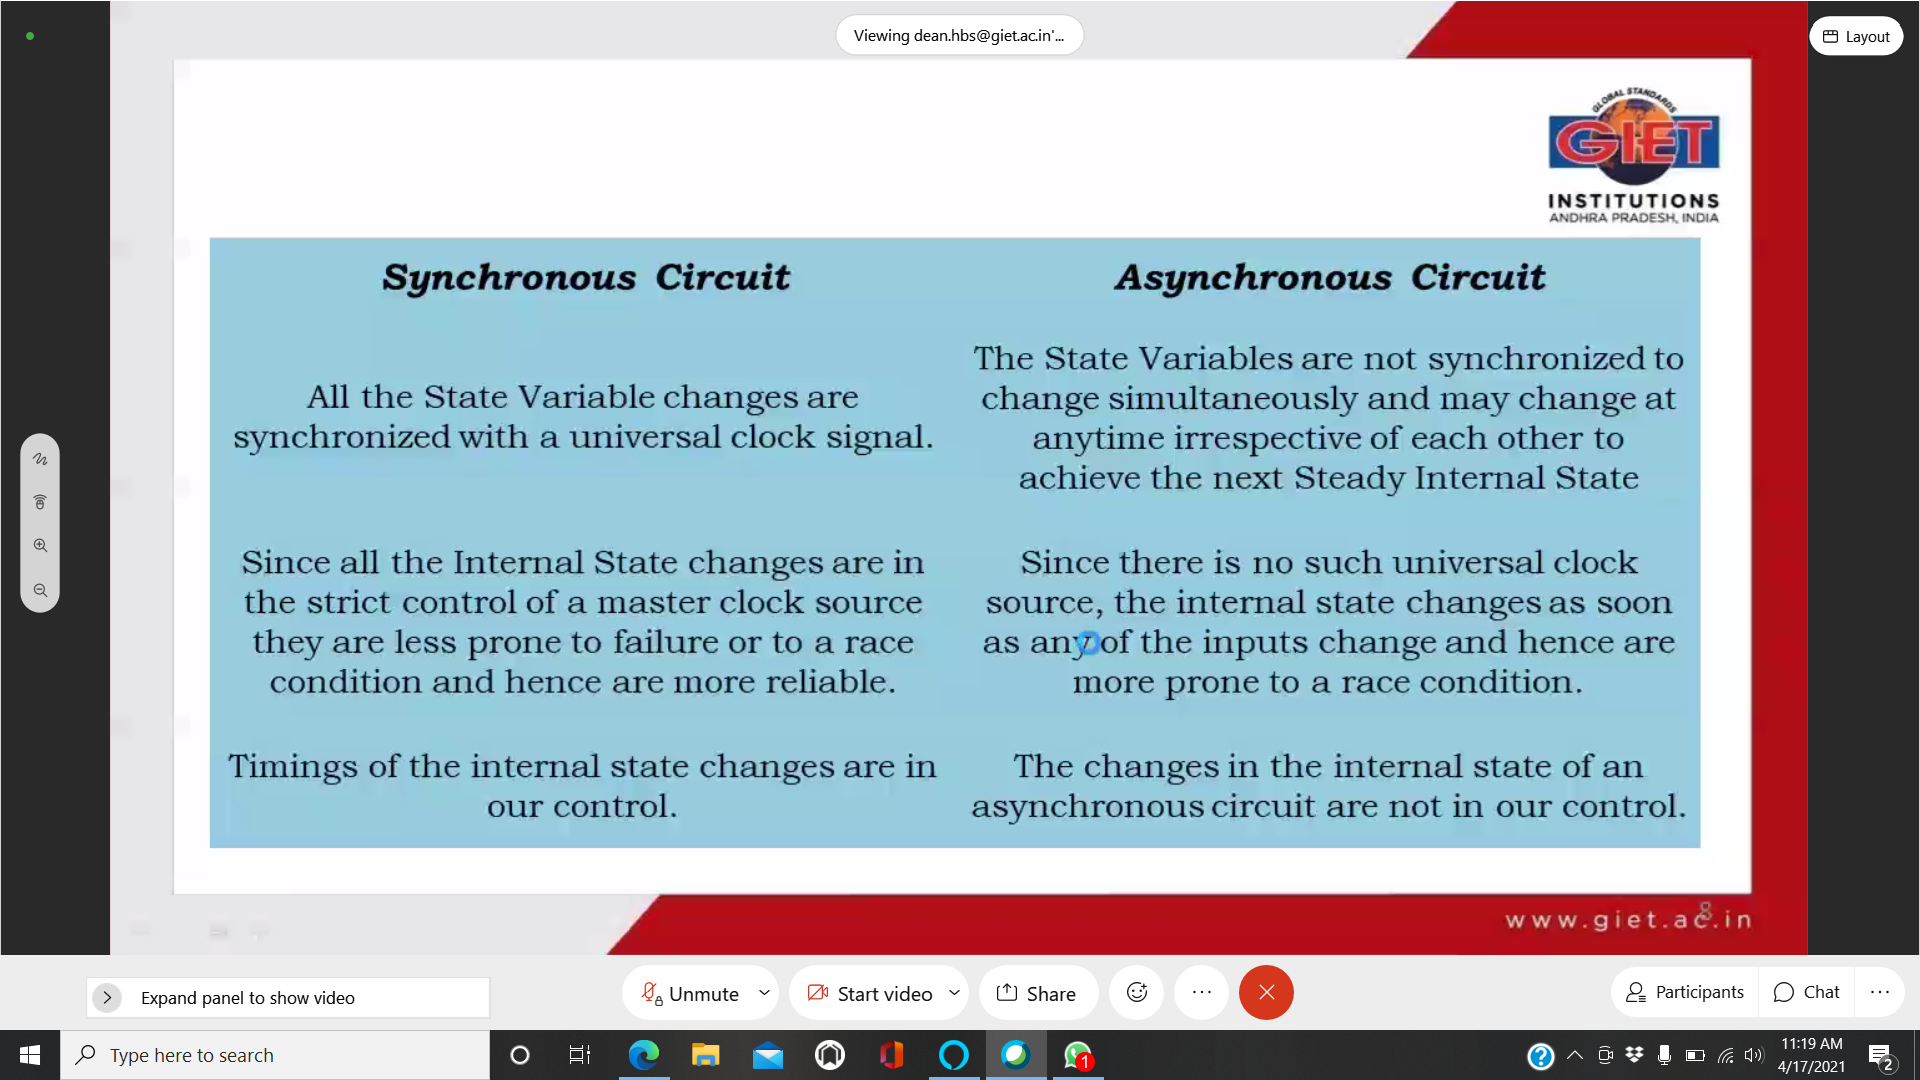 Viewing dean.hbs@giet.ac.in'...
Layout
GLOBAL STANDARDS
GIET
INSTITUTIONS
ANDHRA PRADESH, INDIA
Synchronous Circuit
All the State Variable changes are
synchronized with a universal clock signal.
Since all the Internal State changes are in
the strict control of a master clock source
they are less prone to failure or to a race
condition and hence are more reliable.
Timings of the internal state changes are in
our control.
Asynchronous Circuit
The State Variables are not synchronized to
change simultaneously and may change at
anytime irrespective of each other to
achieve the next Steady Internal State
Since there is no such universal clock
source, the internal state changes as soon
as any of the inputs change and hence are
more prone to a race condition.
The changes in the internal state of an
asynchronous circuit are not in our control.
8
www.giet.ac.in
Expand panel to show video
Unmute
Start video
Share
Participants
Chat
Type here to search
1
11:19 AM
4/17/2021
2